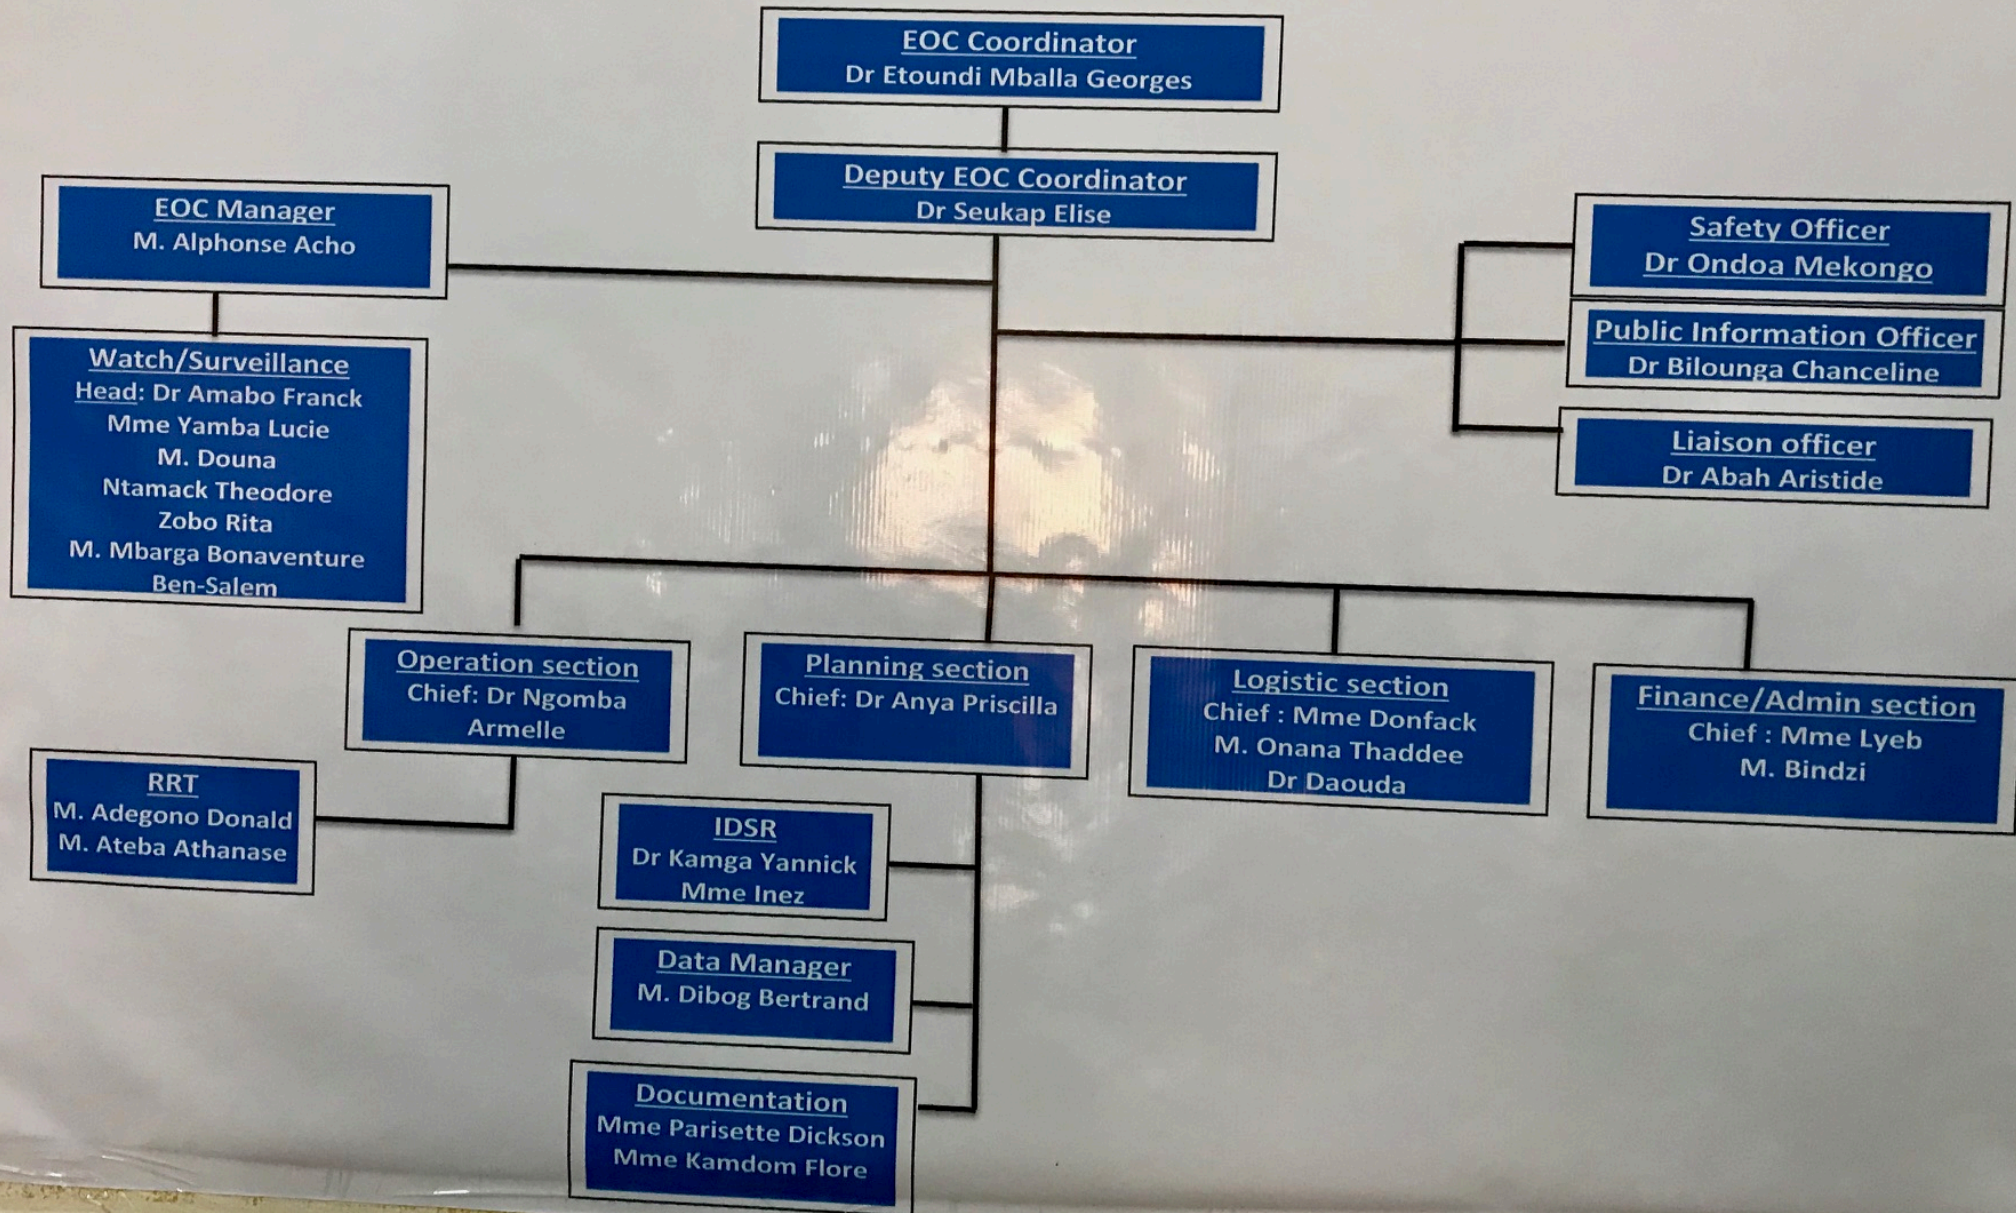 EOC Coordinator
Dr Etoundi Mballa Georges
Deputy EOC Coordinator
Dr Seukap Elise
EOC Manager
M. Alphonse Acho
Safety Officer
Dr Ondoa Mekongo
Public Information Officer
Dr Bilounga Chanceline
Liaison officer
Dr Abah Aristide
Watch/Surveillance
Head: Dr Amabo Franck
Mme Yamba Lucie
M. Douna
Ntamack Theodore
Zobo Rita
M. Mbarga Bonaventure
Ben-Salem
Operation section
Chief: Dr Ngomba
Armelle
Planning section
Chief: Dr Anya Priscilla
Logistic section
Chief : Mme Donfack
M. Onana Thaddee
Dr Daouda
Finance/Admin section
Chief : Mme Lyeb
M. Bindzi
RRT
M. Adegono Donald
M. Ateba Athanase
IDSR
Dr Kamga Yannick
Mme Inez
Data Manager
M. Dibog Bertrand
Documentation
Mme Parisette Dickson
Mme Kamdom Flore